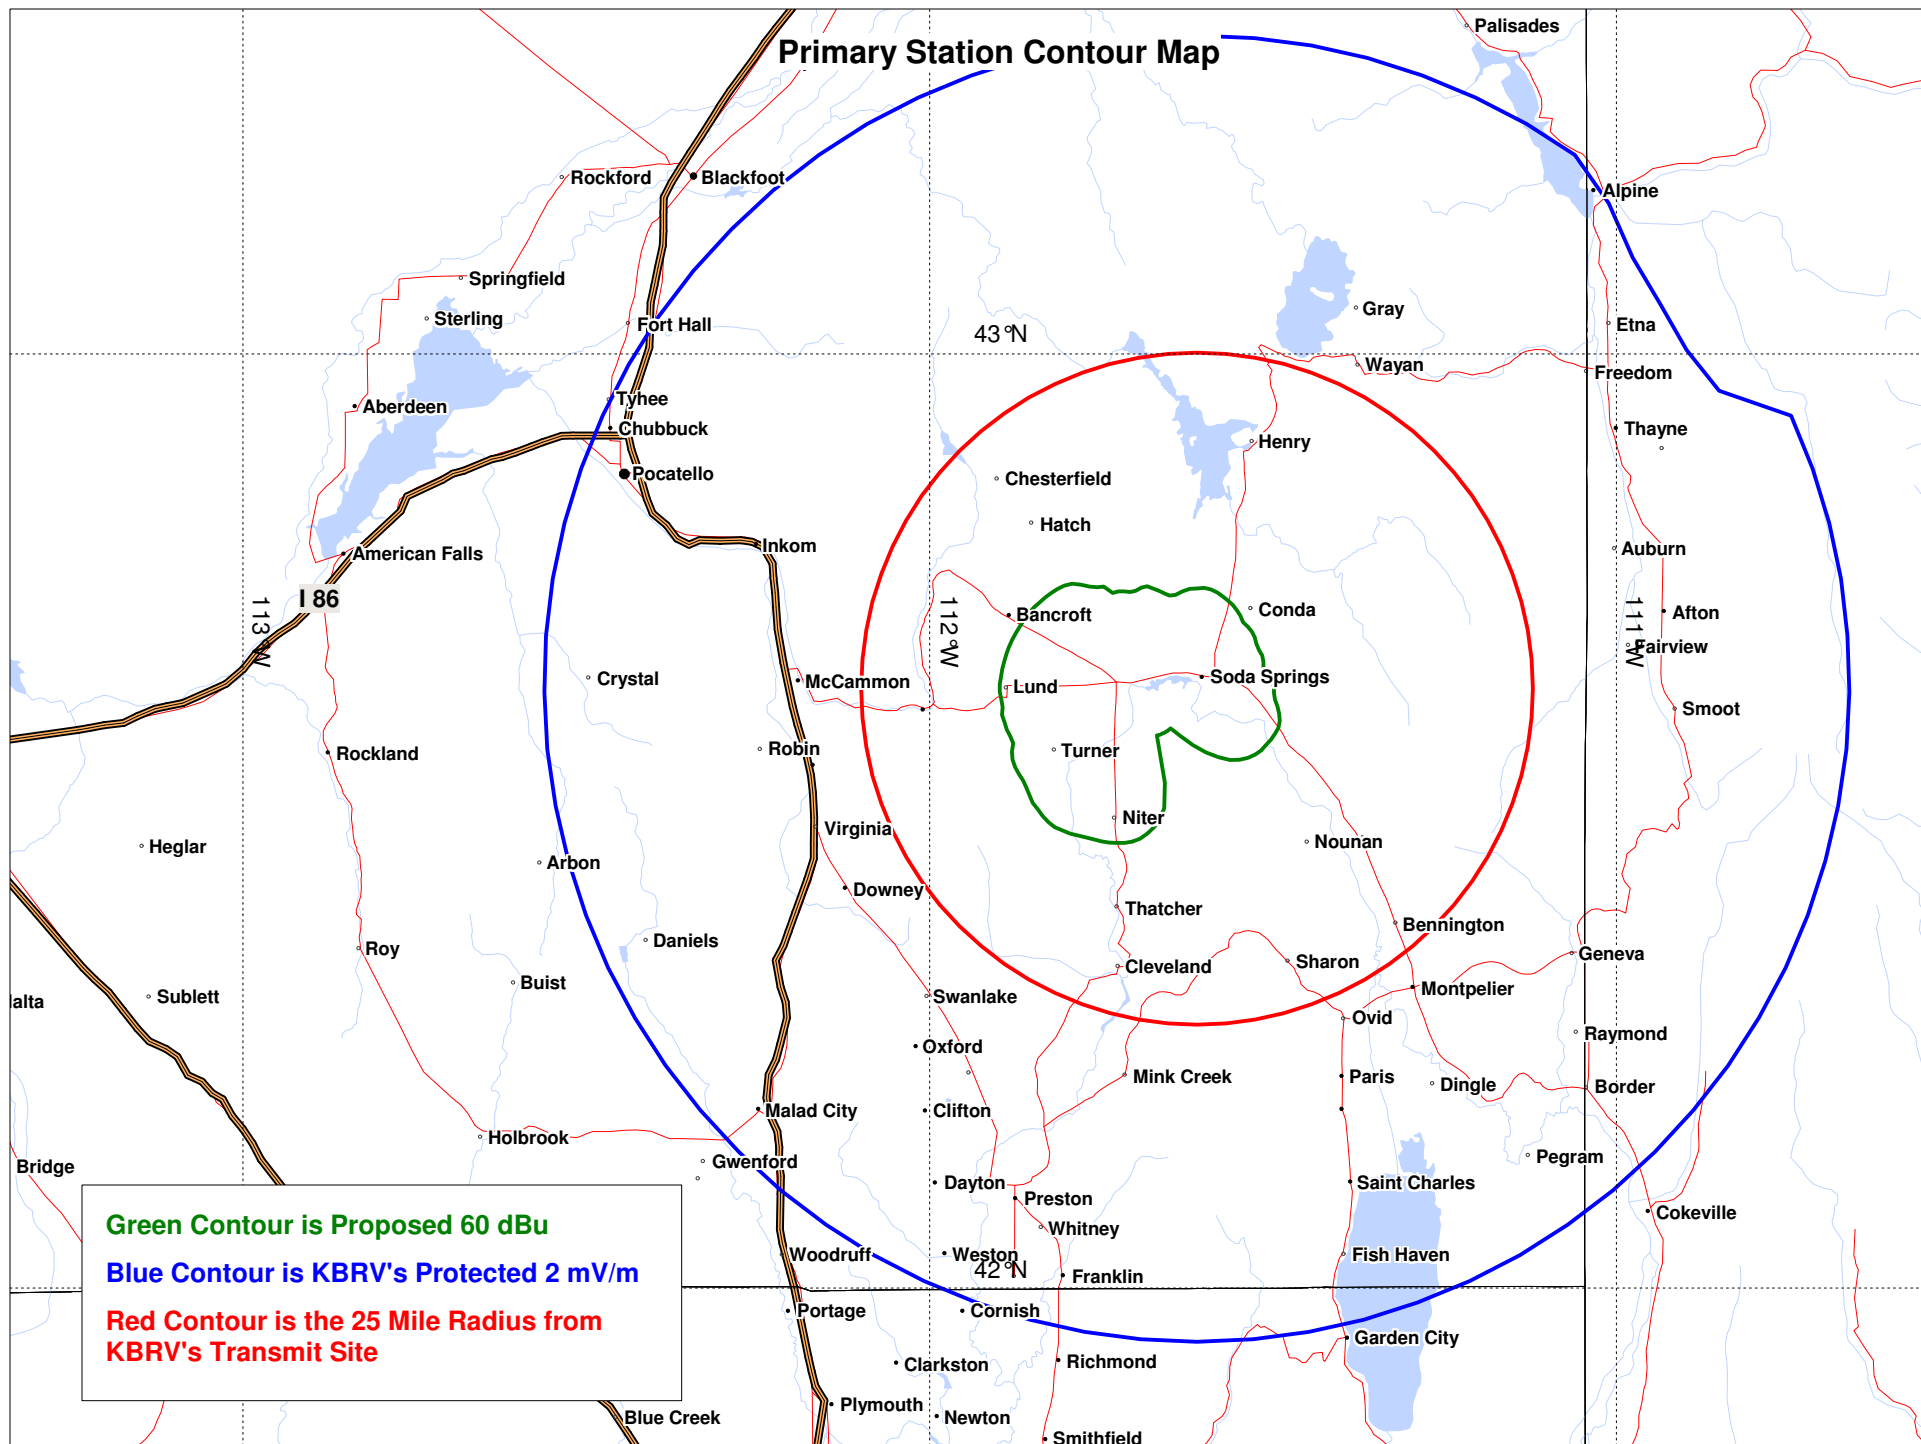 Palisades
Primary Station Contour Map
Rockford
Blackfoot
Alpine
Springfield
Sterling
Gray
Fort Hall
Etna
43°N
Wayan
Freedom
Tyhee
Aberdeen
Chubbuck
Thayne
Henry
Pocatello
Chesterfield
Hatch
Inkom
American Falls
Auburn
I 86
Conda
Bancroft
Afton
113°W
112°W
111°W
Fairview
Crystal
McCammon
Lund
Soda Springs
Smoot
Robin
Turner
Rockland
Niter
Virginia
Nounan
Heglar
Arbon
Downey
Thatcher
Bennington
Daniels
Roy
Geneva
Cleveland
Sharon
Buist
Montpelier
Sublett
Swanlake
alta
Ovid
Raymond
Oxford
Mink Creek
Paris
Dingle
Border
Malad City
Clifton
Holbrook
Pegram
Gwenford
Bridge
Dayton
Saint Charles
Preston
Cokeville
Whitney
Green Contour is Proposed 60 dBu
Woodruff
Weston
Fish Haven
42°N
Franklin
Blue Contour is KBRV's Protected 2 mV/m
Portage
Cornish
Red Contour is the 25 Mile Radius from
KBRV's Transmit Site
Garden City
Clarkston
Richmond
Plymouth
Blue Creek
Newton
Smithfield